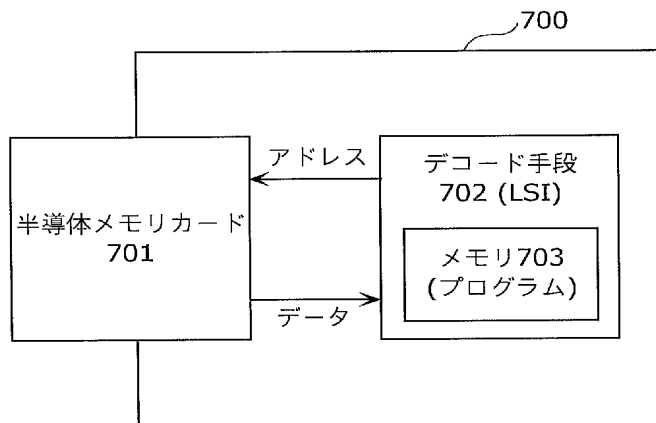 700
アドレス
デコード手段
702 (LSI)
半導体メモリカード
701
メモリ703
(プログラム)
データ